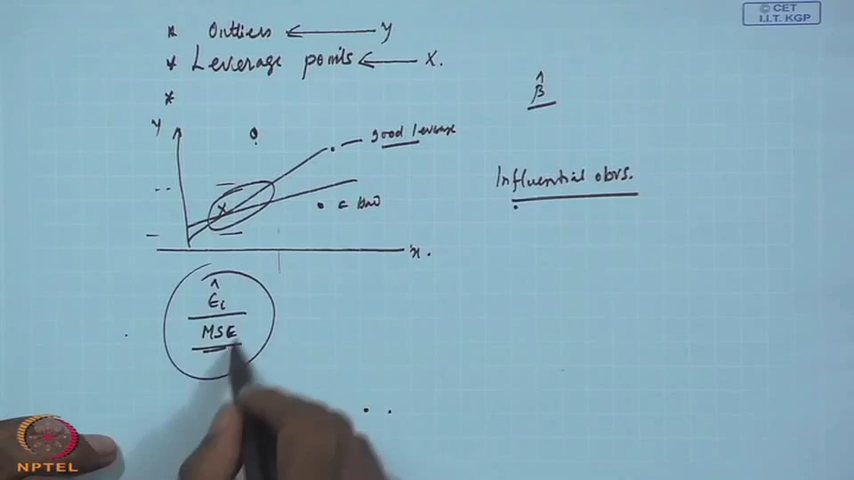 © CET
I.I.T. KGP
* Outliers ← y
* Leverage points ← X.
*
β̂
y
good leverage
Influential obvs.
x
← bad
x.
ε̂i
MSE
NPTEL